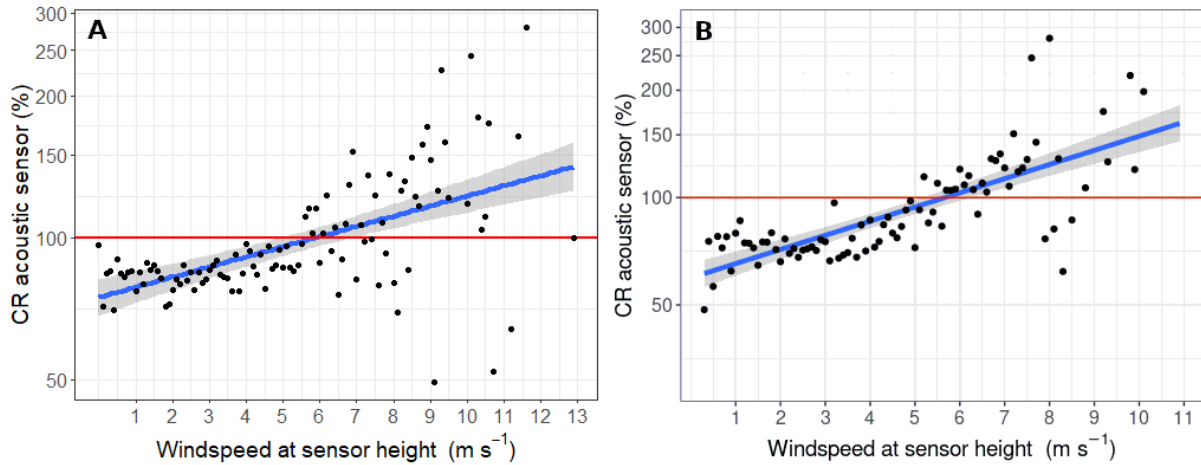 A
CR acoustic sensor (%)
300
250
200
150
100
50
1 2 3 4 5 6 7 8 9 10 11 12 13
Windspeed at sensor height (m s⁻¹)
B
CR acoustic sensor (%)
300
250
200
150
100
50
1 2 3 4 5 6 7 8 9 10 11
Windspeed at sensor height (m s⁻¹)